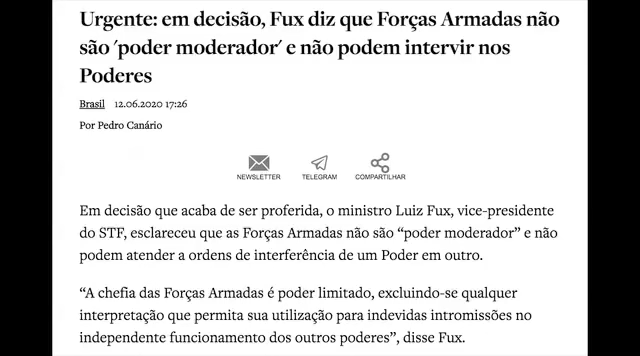 Urgente: em decisão, Fux diz que Forças Armadas não
são 'poder moderador' e não podem intervir nos
Poderes
Brasil 12.06.2020 17:26
Por Pedro Canário
NEWSLETTER TELEGRAM COMPARTILHAR
Em decisão que acaba de ser proferida, o ministro Luiz Fux, vice-presidente
do STF, esclareceu que as Forças Armadas não são “poder moderador” e não
podem atender a ordens de interferência de um Poder em outro.
“A chefia das Forças Armadas é poder limitado, excluindo-se qualquer
interpretação que permita sua utilização para indevidas intromissões no
independente funcionamento dos outros poderes”, disse Fux.